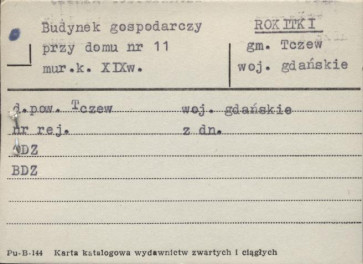 Budynek gospodarczy
przy domu nr 11
mur.k. XIXw.
ROKITKI
gm. Tczew
woj. gdańskie
d.pow. Tczew woj. gdańskie
nr rej. z dn.
WDZ
BDZ
Pu-B-144 Karta katalogowa wydawnictw zwartych i ciągłych